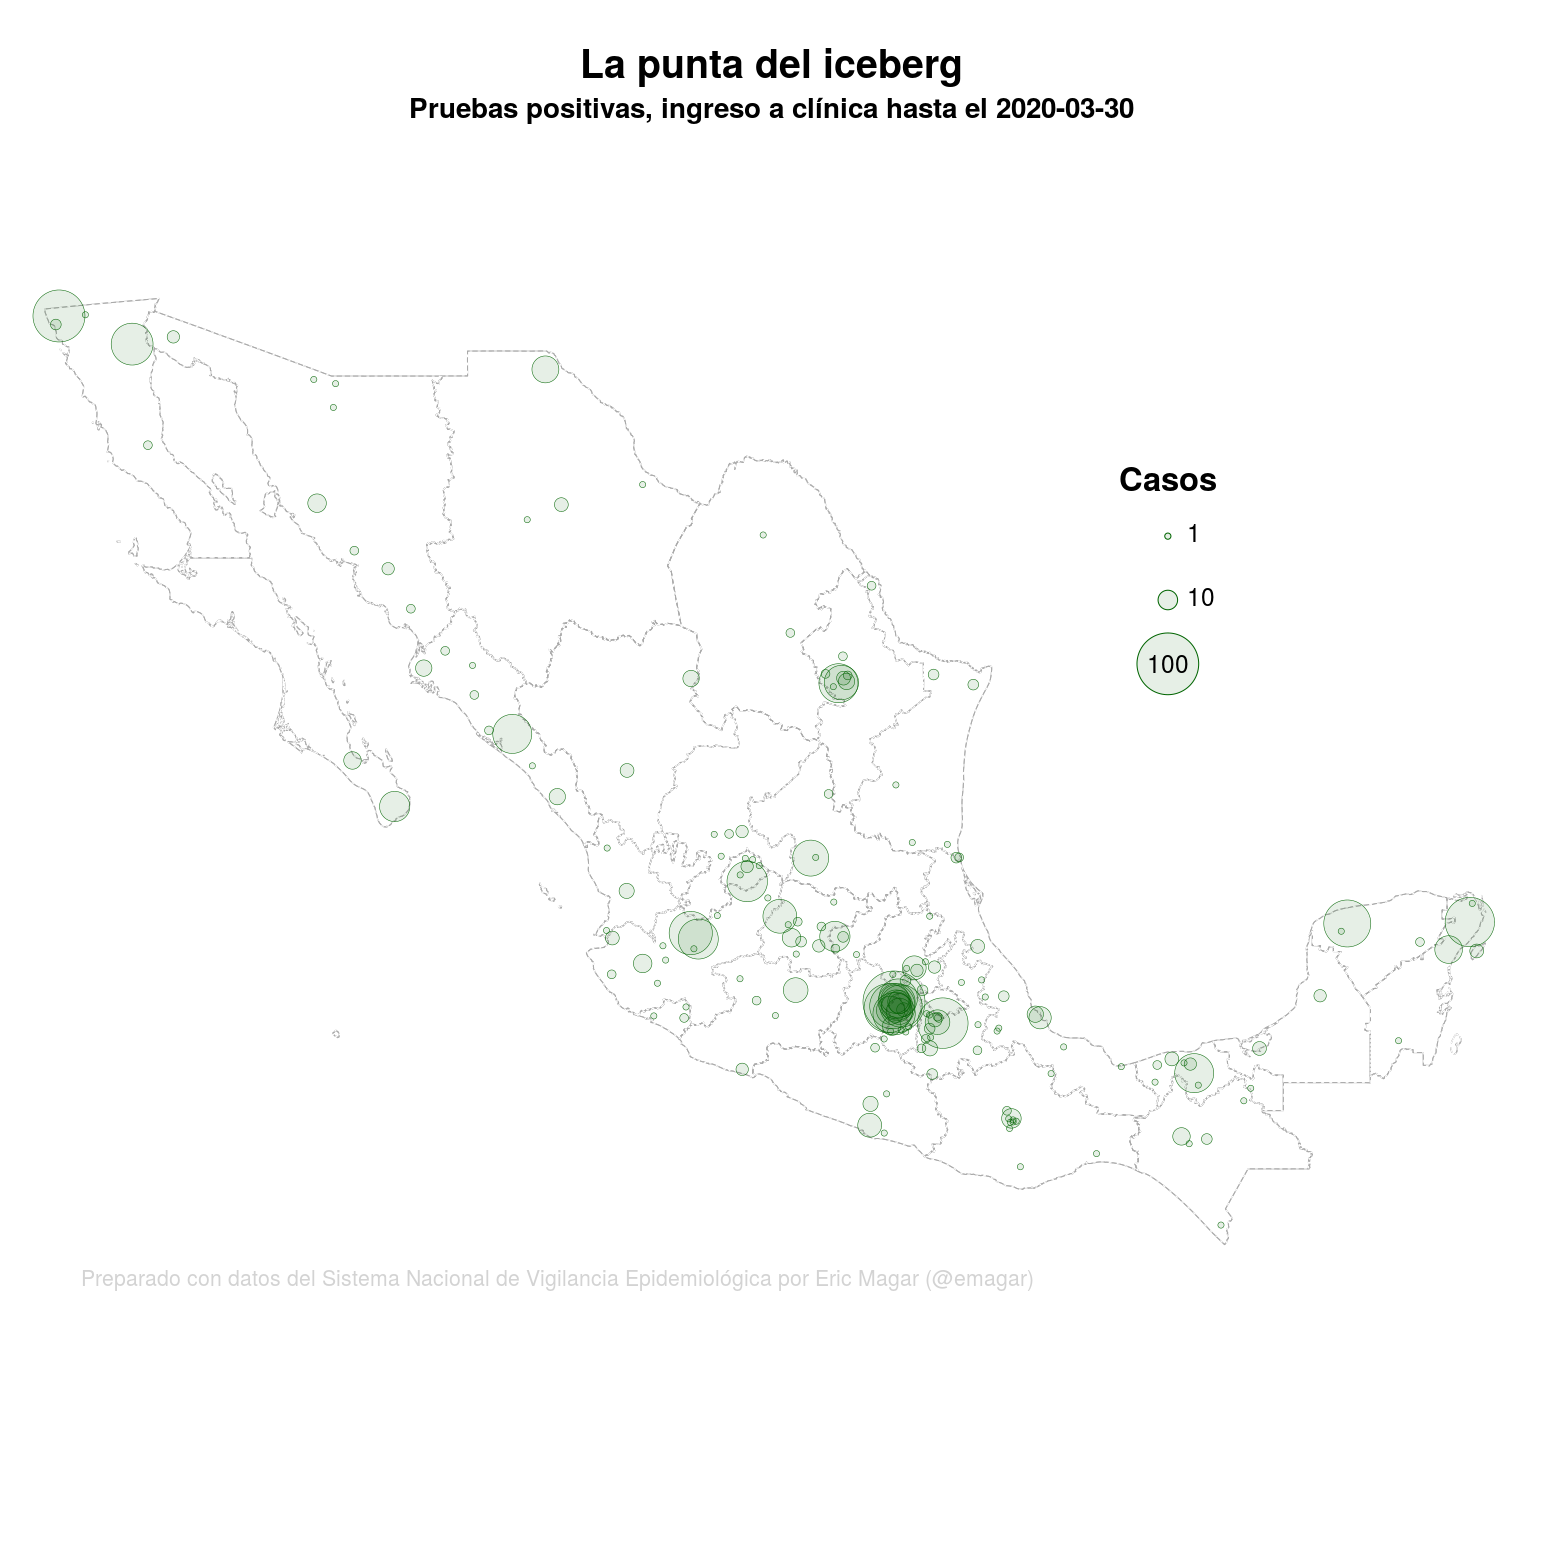 La punta del iceberg
Pruebas positivas, ingreso a clínica hasta el 2020-03-30
Casos
1
10
100
Preparado con datos del Sistema Nacional de Vigilancia Epidemiológica por Eric Magar (@emagar)